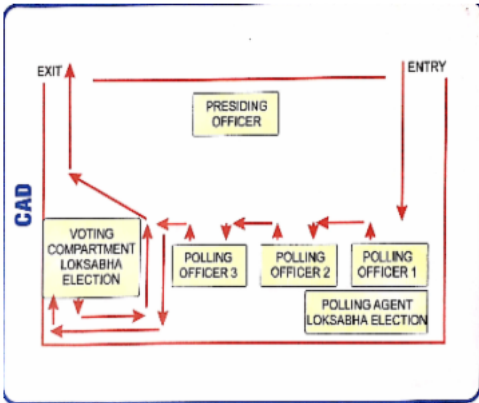 EXIT
ENTRY
PRESIDING
OFFICER
CAD
VOTING
COMPARTMENT
LOKSABHA
ELECTION
POLLING
OFFICER 3
POLLING
OFFICER 2
POLLING
OFFICER 1
POLLING AGENT
LOKSABHA ELECTION